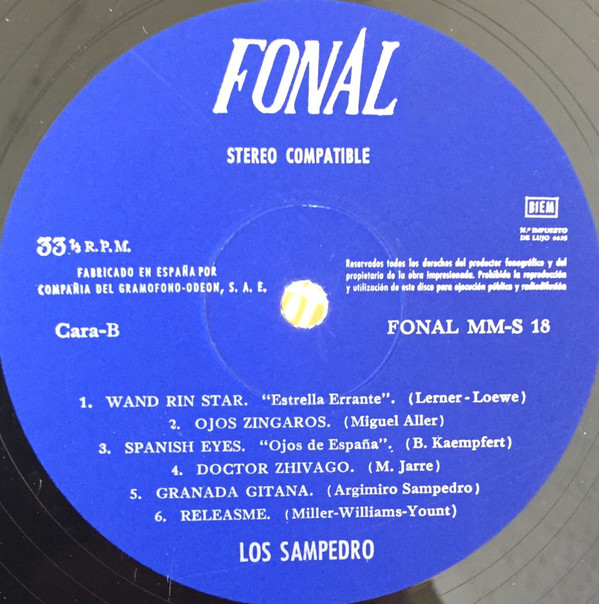 FONAL
STEREO COMPATIBLE
BIEM
N.º IMPUESTO
DE LUJO 6635
33 ⅓ R.P.M.
FABRICADO EN ESPAÑA POR
COMPAÑIA DEL GRAMOFONO-ODEON, S. A. E.
Reservados todos los derechos del productor fonográfico y del
propietario de la obra impresionada. Prohibida la reproducción
y utilización de este disco para ejecución pública y radiodifusión
Cara-B
FONAL MM-S 18
1. WAND RIN STAR. "Estrella Errante". (Lerner-Loewe)
2. OJOS ZINGAROS. (Miguel Aller)
3. SPANISH EYES. "Ojos de España". (B. Kaempfert)
4. DOCTOR ZHIVAGO. (M. Jarre)
5. GRANADA GITANA. (Argimiro Sampedro)
6. RELEASME. (Miller-Williams-Yount)
LOS SAMPEDRO